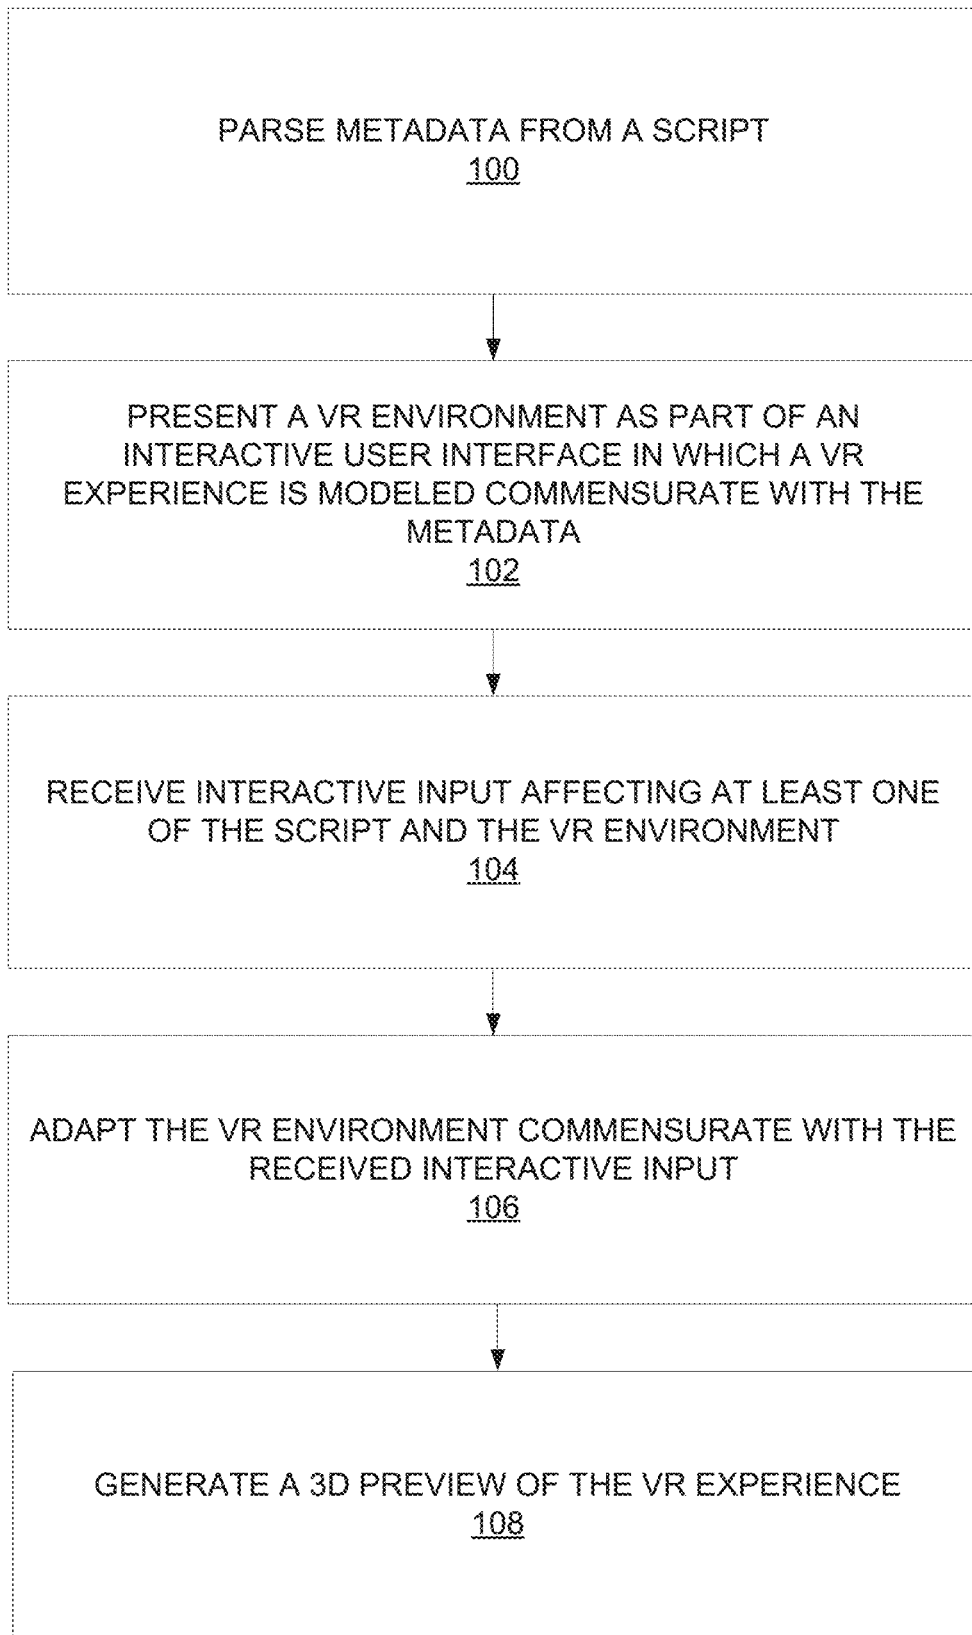 PARSE METADATA FROM A SCRIPT
100
PRESENT A VR ENVIRONMENT AS PART OF AN
INTERACTIVE USER INTERFACE IN WHICH A VR
EXPERIENCE IS MODELED COMMENSURATE WITH THE
METADATA
102
RECEIVE INTERACTIVE INPUT AFFECTING AT LEAST ONE
OF THE SCRIPT AND THE VR ENVIRONMENT
104
ADAPT THE VR ENVIRONMENT COMMENSURATE WITH THE
RECEIVED INTERACTIVE INPUT
106
GENERATE A 3D PREVIEW OF THE VR EXPERIENCE
108